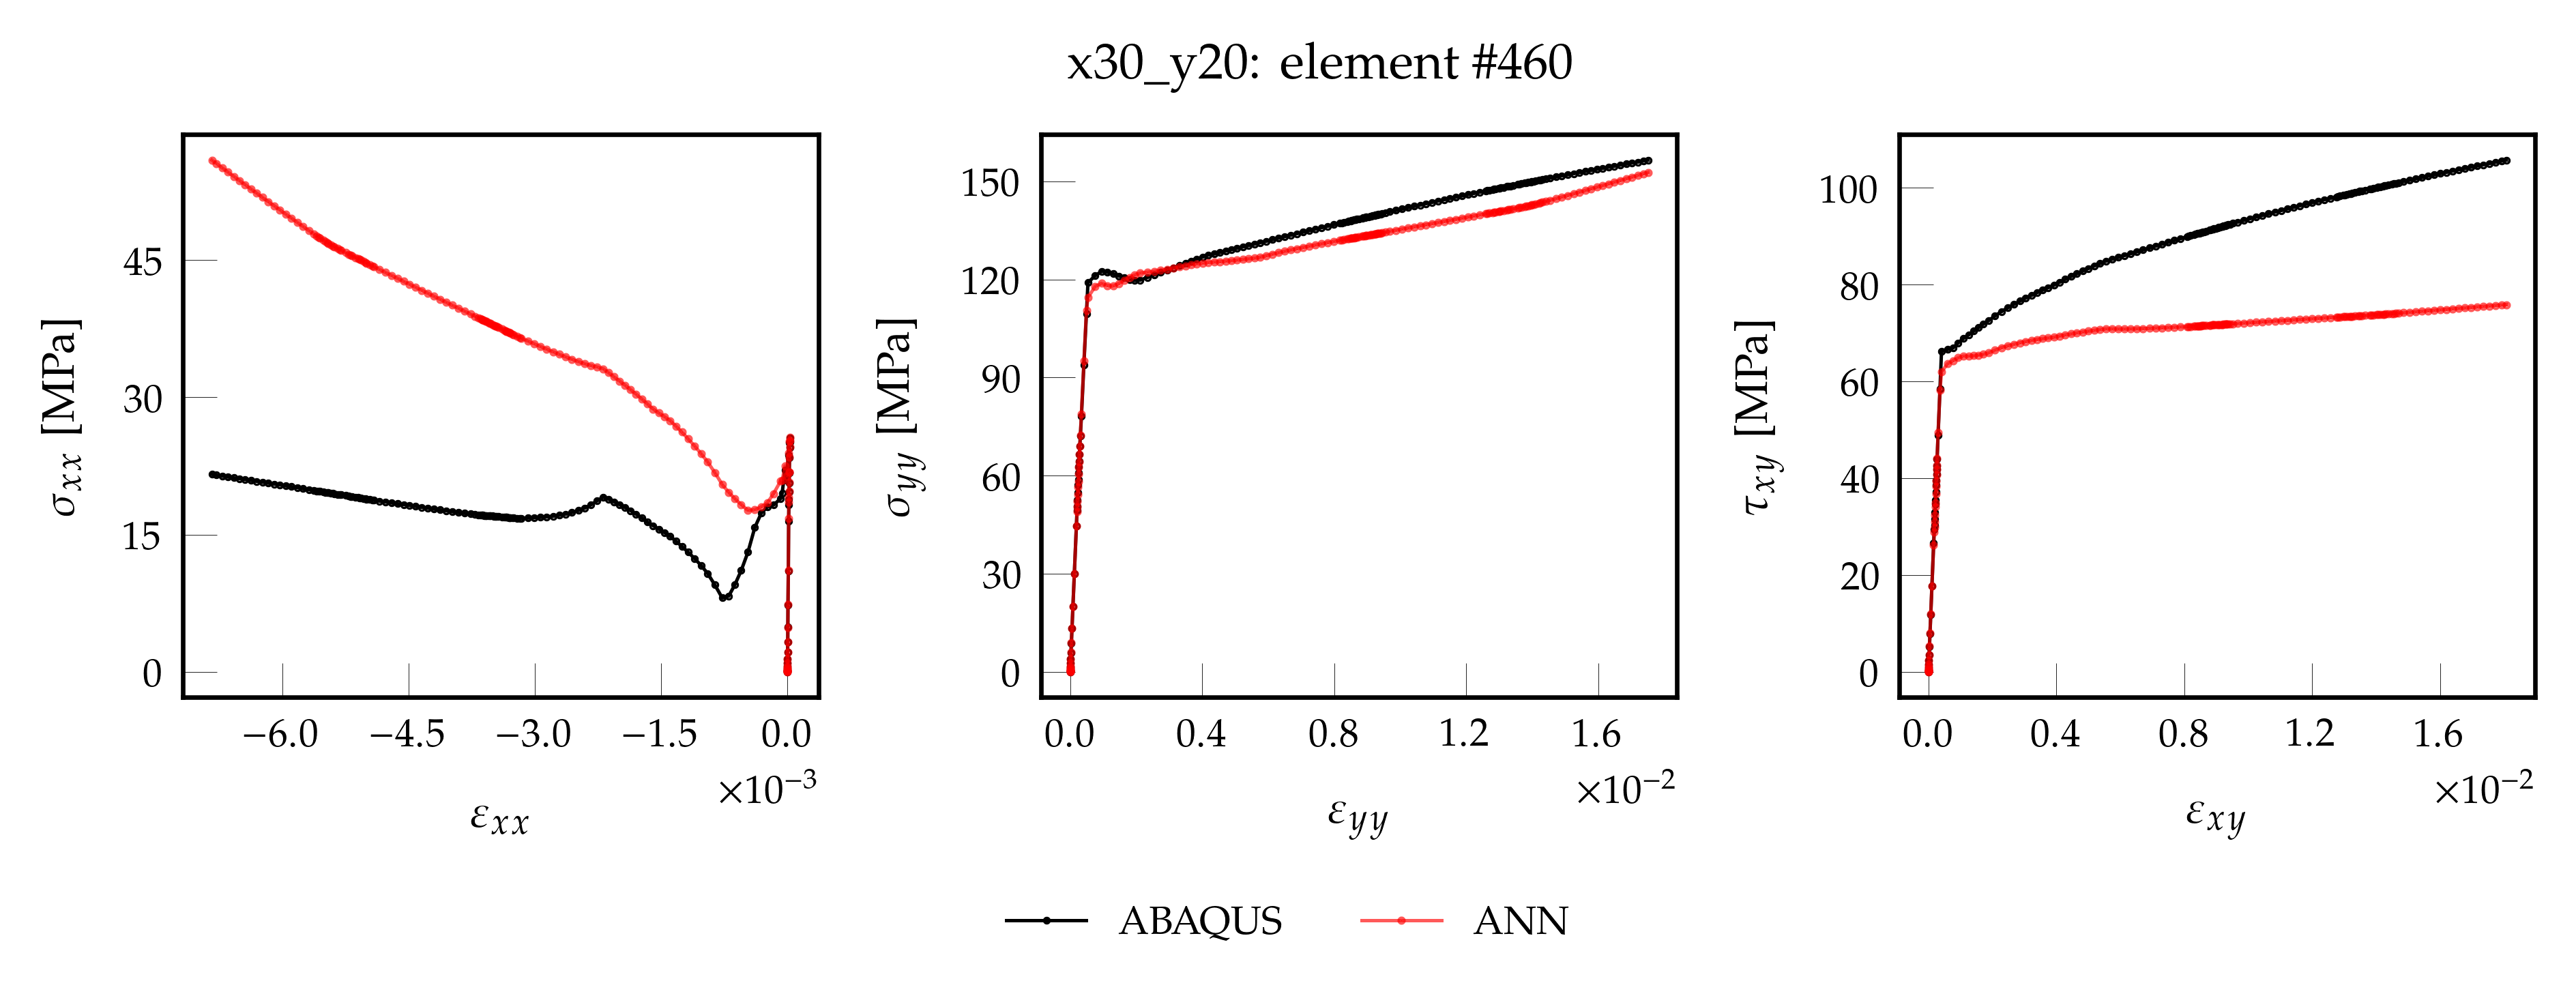 x30_y20: element #460
σxx [MPa]
45
30
15
0
−6.0 −4.5 −3.0 −1.5 0.0
×10−3
εxx
σyy [MPa]
150
120
90
60
30
0
0.0 0.4 0.8 1.2 1.6
×10−2
εyy
τxy [MPa]
100
80
60
40
20
0
0.0 0.4 0.8 1.2 1.6
×10−2
εxy
ABAQUS ANN